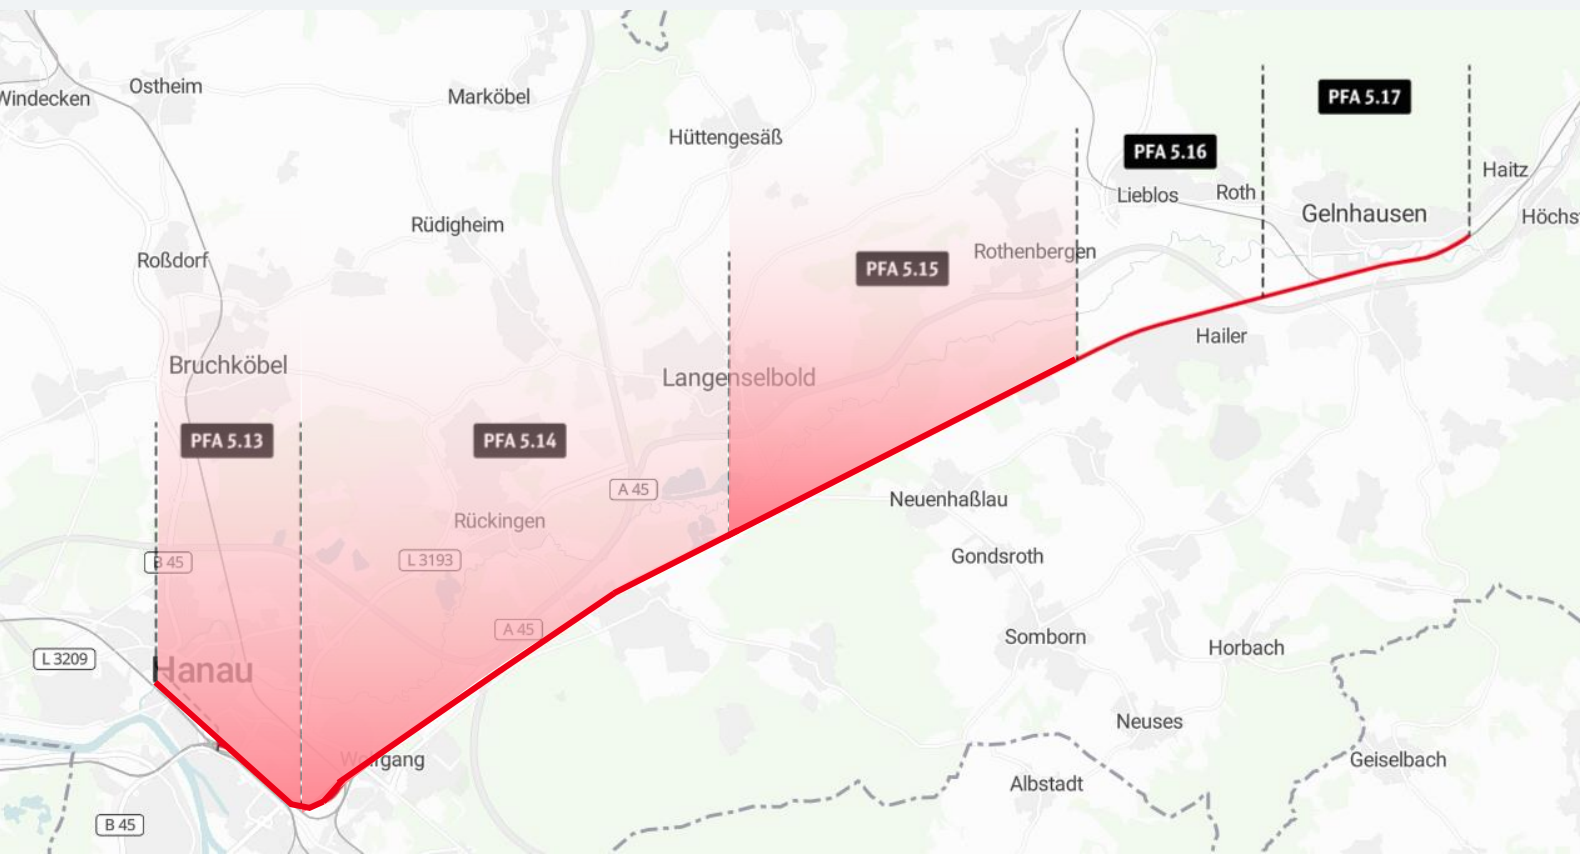 Ostheim
Windecken
Marköbel
PFA 5.17
Hüttengesäß
PFA 5.16
Haitz
Lieblos
Roth
Gelnhausen
Höchs
Rüdigheim
Roßdorf
Rothenbergen
PFA 5.15
Hailer
Bruchköbel
Langenselbold
PFA 5.13
PFA 5.14
A 45
Neuenhaßlau
Rückingen
B 45
L 3193
Gondsroth
A 45
Somborn
Horbach
L 3209
Hanau
Neuses
Wolfgang
Geiselbach
Albstadt
B 45